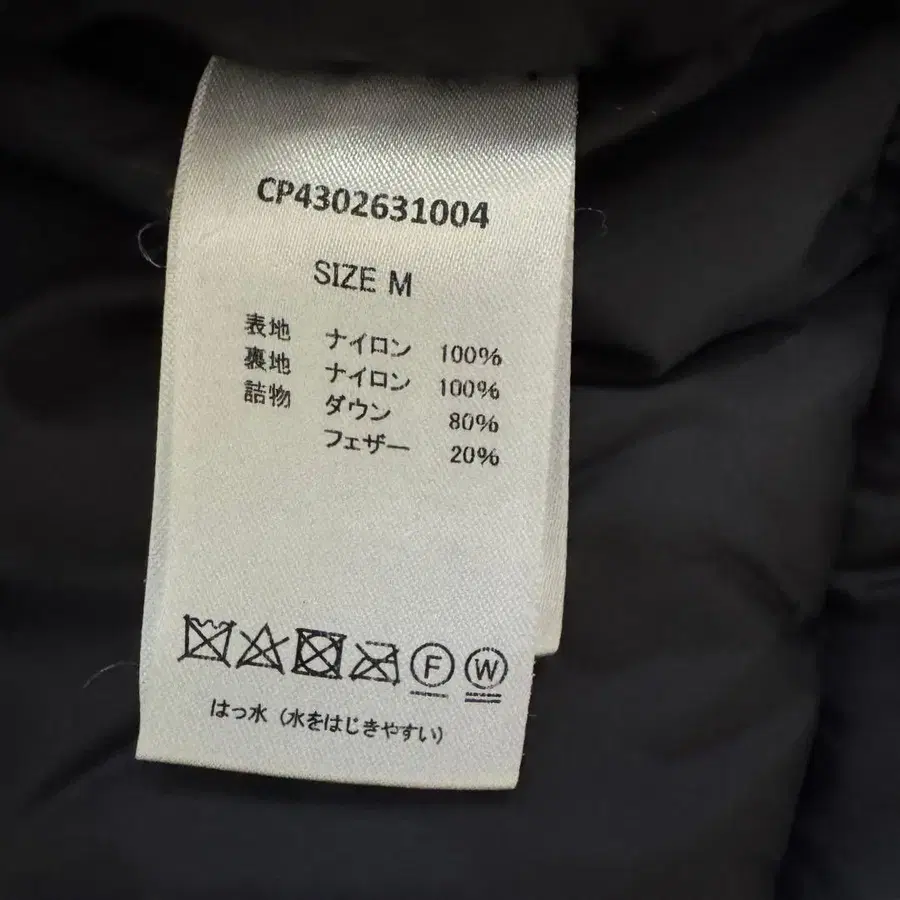 CP4302631004
SIZE M
表地 ナイロン 100%
裏地 ナイロン 100%
詰物 ダウン 80%
フェザー 20%
F W
はっ水（水をはじきやすい）